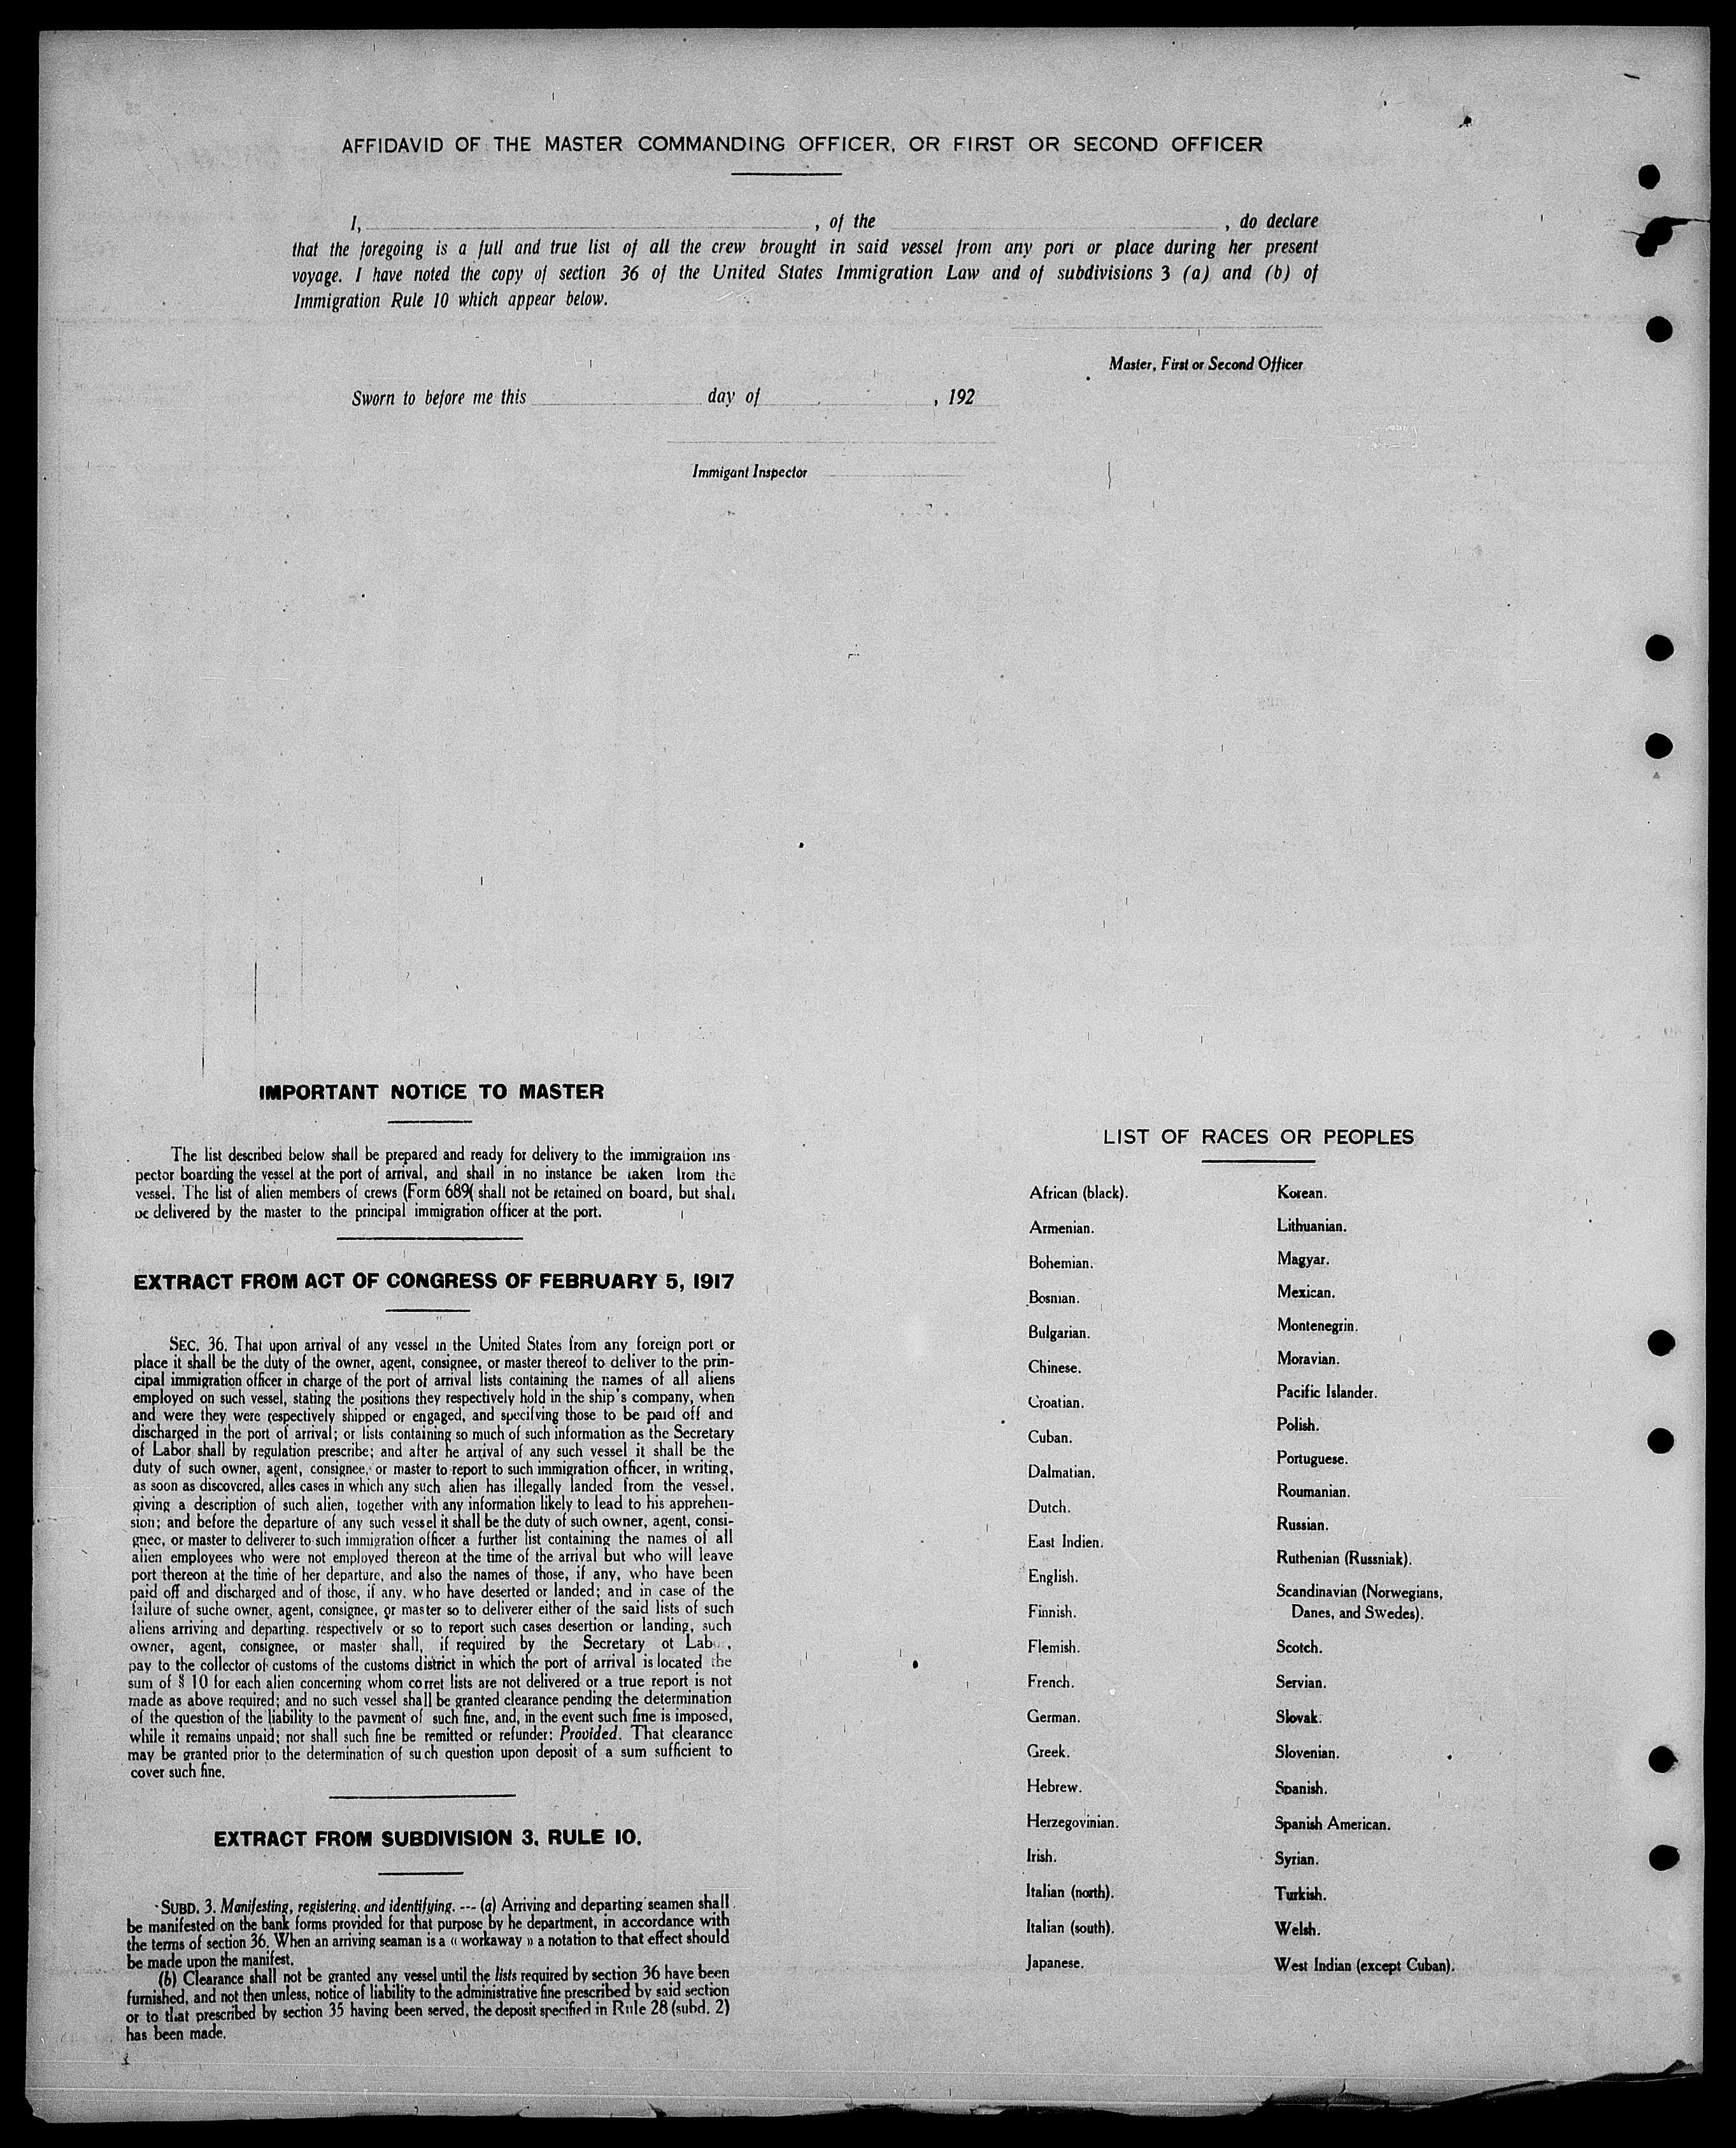 AFFIDAVID OF THE MASTER COMMANDING OFFICER, OR FIRST OR SECOND OFFICER
I, , of the , do declare
that the foregoing is a full and true list of all the crew brought in said vessel from any port or place during her present
voyage. I have noted the copy of section 36 of the United States Immigration Law and of subdivisions 3 (a) and (b) of
Immigration Rule 10 which appear below.
Master, First or Second Officer
Sworn to before me this day of , 192
Immigant Inspector
IMPORTANT NOTICE TO MASTER
The list described below shall be prepared and ready for delivery to the immigration ins
pector boarding the vessel at the port of arrival, and shall in no instance be taken from the
vessel. The list of alien members of crews (Form 689( shall not be retained on board, but shall
be delivered by the master to the principal immigration officer at the port.
EXTRACT FROM ACT OF CONGRESS OF FEBRUARY 5, 1917
SEC. 36. That upon arrival of any vessel in the United States from any foreign port or
place it shall be the duty of the owner, agent, consignee, or master thereof to deliver to the prin-
cipal immigration officer in charge of the port of arrival lists containing the names of all aliens
employed on such vessel, stating the positions they respectively hold in the ship's company, when
and were they were respectively shipped or engaged, and specifving those to be paid off and
discharged in the port of arrival; or lists containing so much of such information as the Secretary
of Labor shall by regulation prescribe; and after he arrival of any such vessel it shall be the
duty of such owner, agent, consignee, or master to report to such immigration officer, in writing,
as soon as discovered, alles cases in which any such alien has illegally landed from the vessel.
giving a description of such alien, together with any information likely to lead to his apprehen-
sion; and before the departure of any such vessel it shall be the duty of such owner, agent, consi-
gnee, or master to deliverer to such immigration officer a further list containing the names of all
alien employees who were not employed thereon at the time of the arrival but who will leave
port thereon at the time of her departure, and also the names of those, if any, who have been
paid off and discharged and of those, if any. who have deserted or landed; and in case of the
failure of suche owner, agent, consignee, or master so to deliverer either of the said lists of such
aliens arriving and departing. respectively or so to report such cases desertion or landing, such
owner, agent, consignee, or master shall, if required by the Secretary ot Labor,
pay to the collector of customs of the customs district in which the port of arrival is located the
sum of $ 10 for each alien concerning whom corret lists are not delivered or a true report is not
made as above required; and no such vessel shall be granted clearance pending the determination
of the question of the liability to the pavment of such fine, and, in the event such fine is imposed,
while it remains unpaid; nor shall such fine be remitted or refunder: Provided. That clearance
may be granted prior to the determination of such question upon deposit of a sum sufficient to
cover such fine.
EXTRACT FROM SUBDIVISION 3. RULE 10.
SUBD. 3. Manifesting, registering. and identifying. --- (a) Arriving and departing seamen shall
be manifested on the bank forms provided for that purpose by he department, in accordance with
the terms of section 36. When an arriving seaman is a « workaway » a notation to that effect should
be made upon the manifest.
(b) Clearance shall not be granted any vessel until the lists required by section 36 have been
furnished, and not then unless, notice of liability to the administrative fine prescribed by said section
or to that prescribed by section 35 having been served, the deposit specified in Rule 28 (subd. 2)
has been made.
LIST OF RACES OR PEOPLES
African (black).
Armenian.
Bohemian.
Bosnian.
Bulgarian.
Chinese.
Croatian.
Cuban.
Dalmatian.
Dutch.
East Indien.
English.
Finnish.
Flemish.
French.
German.
Greek.
Hebrew.
Herzegovinian.
Irish.
Italian (north).
Italian (south).
Japanese.
Korean.
Lithuanian.
Magyar.
Mexican.
Montenegrin.
Moravian.
Pacific Islander.
Polish.
Portuguese.
Roumanian.
Russian.
Ruthenian (Russniak).
Scandinavian (Norwegians,
Danes, and Swedes).
Scotch.
Servian.
Slovak.
Slovenian.
Spanish.
Spanish American.
Syrian.
Turkish.
Welsh.
West Indian (except Cuban).